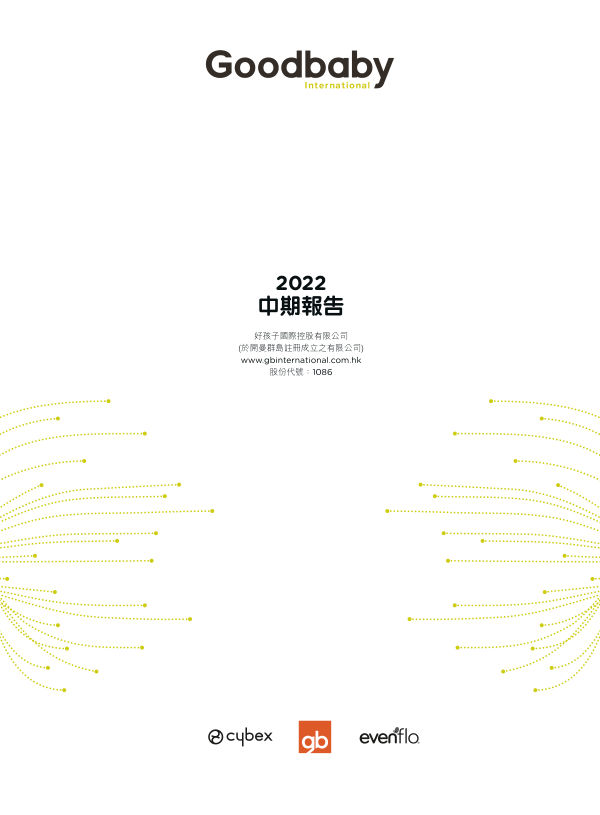 Goodbaby
International
2022
中期報告
好孩子國際控股有限公司
(於開曼群島註冊成立之有限公司)
www.gbinternational.com.hk
股份代號：1086
cybex
gb
evenflo